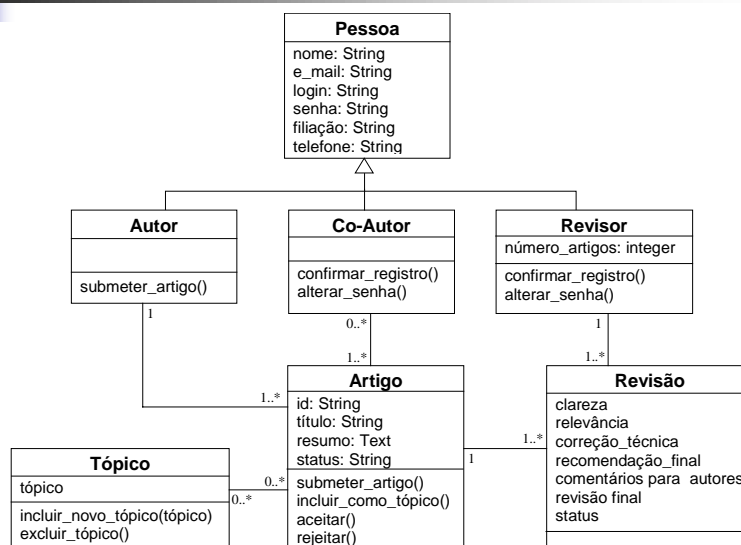 Pessoa
nome: String
e_mail: String
login: String
senha: String
filiação: String
telefone: String
Autor
submeter_artigo()
Co-Autor
confirmar_registro()
alterar_senha()
Revisor
número_artigos: integer
confirmar_registro()
alterar_senha()
1
0..*
1
1..*
1..*
1..*
Artigo
id: String
título: String
resumo: Text
status: String
submeter_artigo()
incluir_como_tópico()
aceitar()
rejeitar()
1..*
1
Revisão
clareza
relevância
correção_técnica
recomendação_final
comentários para autores
revisão final
status
Tópico
tópico
incluir_novo_tópico(tópico)
excluir_tópico()
0..*
0..*